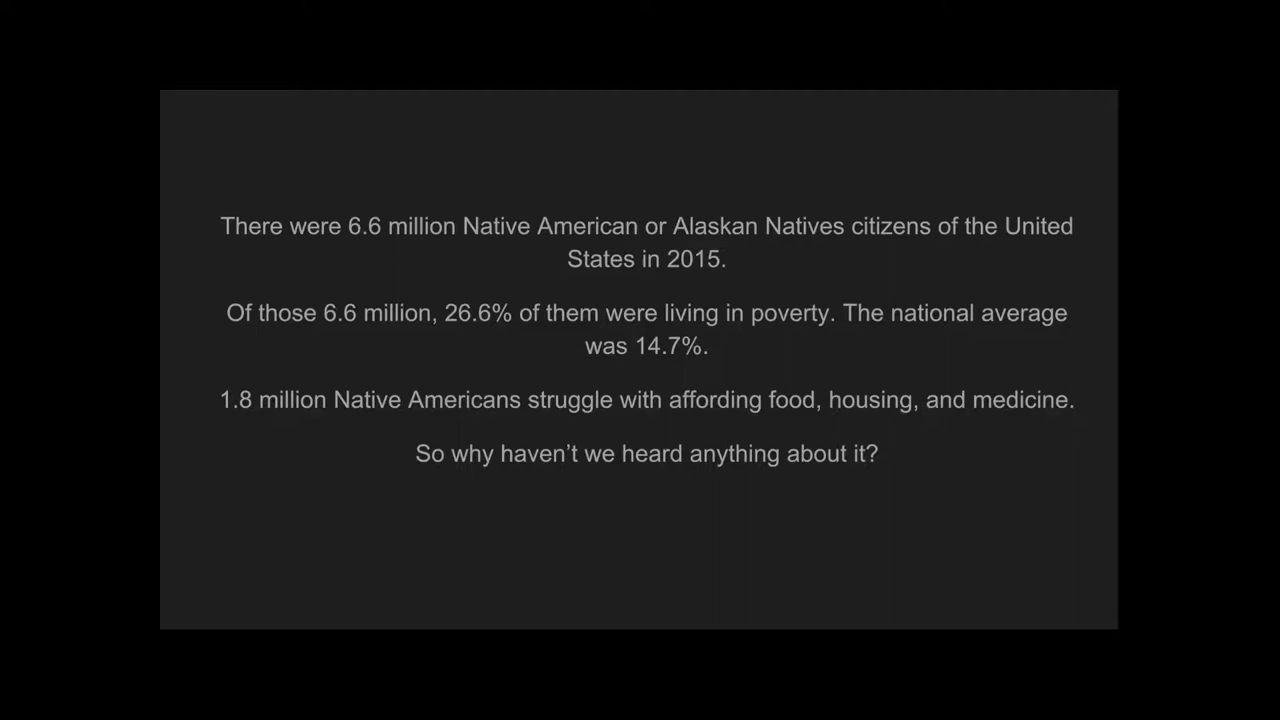 There were 6.6 million Native American or Alaskan Natives citizens of the United
States in 2015.
Of those 6.6 million, 26.6% of them were living in poverty. The national average
was 14.7%.
1.8 million Native Americans struggle with affording food, housing, and medicine.
So why haven’t we heard anything about it?